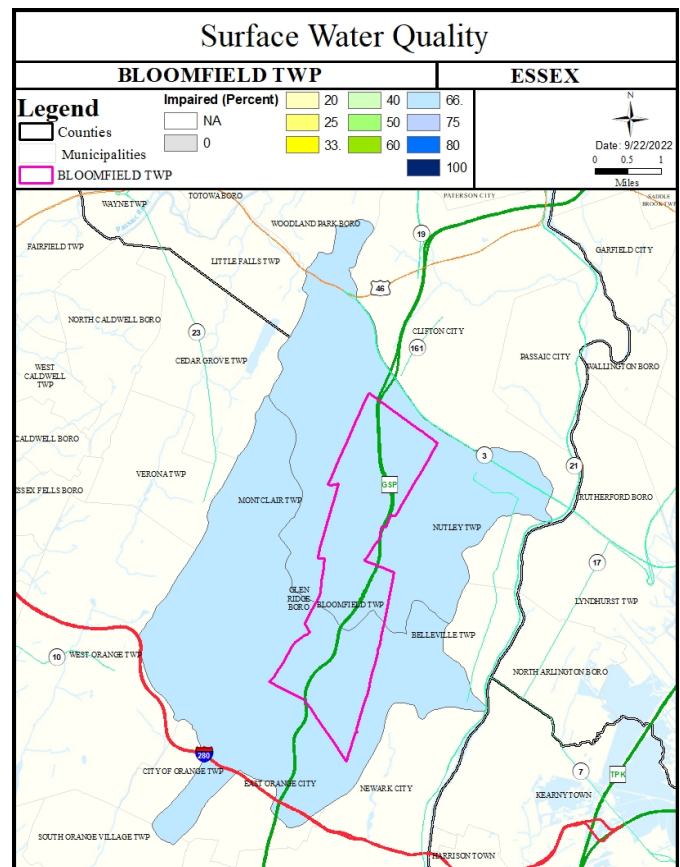 Surface Water Quality
BLOOMFIELD TWP
ESSEX
Legend
Counties
Municipalities
BLOOMFIELD TWP
Impaired (Percent)
NA
0
20
25
33.
40
50
60
66.
75
80
100
N
Date: 9/22/2022
0 0.5 1
Miles
TOTOWA BORO
PATERSON CITY
SADDLE
BROOK TWP
WAYNE TWP
WOODLAND PARK BORO
19
FAIRFIELD TWP
GARFIELD CITY
LITTLE FALLS TWP
46
NORTH CALDWELL BORO
23
CLIFTON CITY
161
CEDAR GROVE TWP
PASSAIC CITY
WALLINGTON BORO
WEST
CALDWELL
TWP
CALDWELL BORO
3
21
VERONA TWP
GSP
ESSEX FELLS BORO
MONTCLAIR TWP
RUTHERFORD BORO
NUTLEY TWP
17
GLEN
RIDGE
BORO
BLOOMFIELD TWP
LYNDHURST TWP
BELLEVILLE TWP
10
WEST ORANGE TWP
NORTH ARLINGTON BORO
280
CITY OF ORANGE TWP
7
TPK
EAST ORANGE CITY
NEWARK CITY
KEARNY TOWN
SOUTH ORANGE VILLAGE TWP
HARRISON TOWN